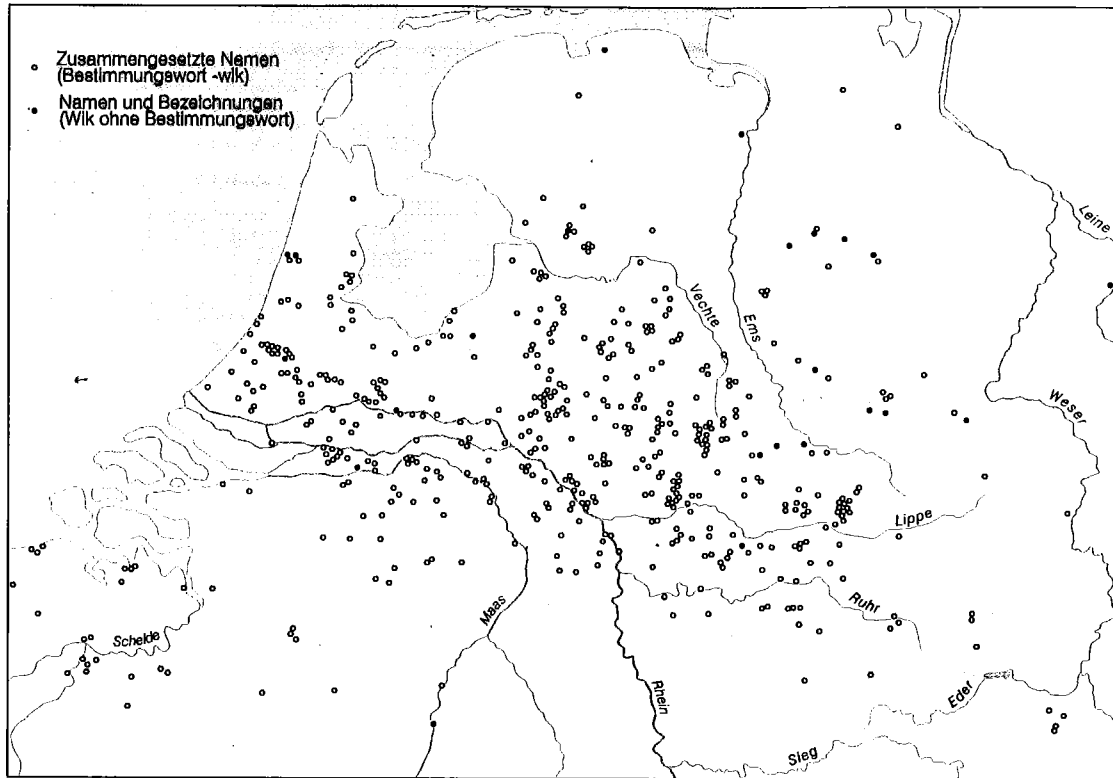 Zusammengesetzte Namen
(Bestimmungswort -wik)
Namen und Bezeichnungen
(Wik ohne Bestimmungswort)
Leine
Vechte
Ems
Weser
Lippe
Ruhr
Maas
Schelde
Rhein
Eder
Sieg